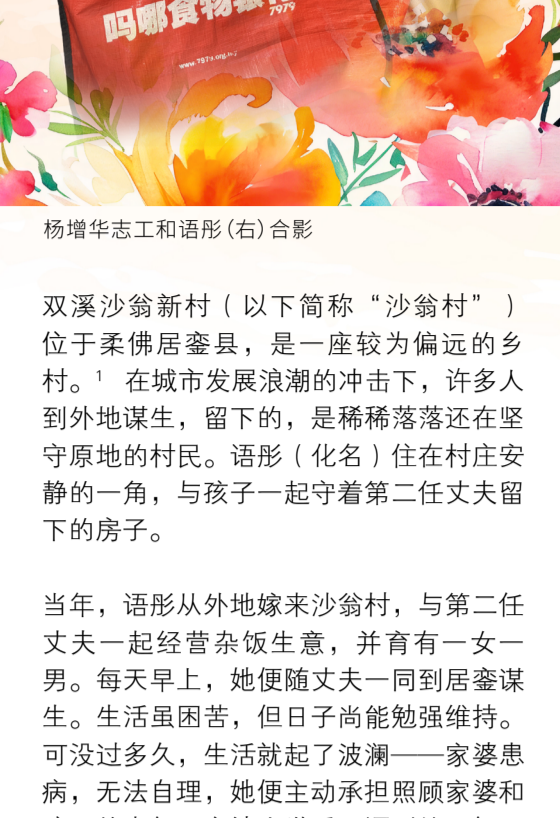 吗哪食物银行
7979
www.7979.org.my
杨增华志工和语彤(右)合影
双溪沙翁新村（以下简称“沙翁村”）
位于柔佛居銮县，是一座较为偏远的乡
村。¹ 在城市发展浪潮的冲击下，许多人
到外地谋生，留下的，是稀稀落落还在坚
守原地的村民。语彤（化名）住在村庄安
静的一角，与孩子一起守着第二任丈夫留
下的房子。
当年，语彤从外地嫁来沙翁村，与第二任
丈夫一起经营杂饭生意，并育有一女一
男。每天早上，她便随丈夫一同到居銮谋
生。生活虽困苦，但日子尚能勉强维持。
可没过多久，生活就起了波澜——家婆患
病，无法自理，她便主动承担照顾家婆和